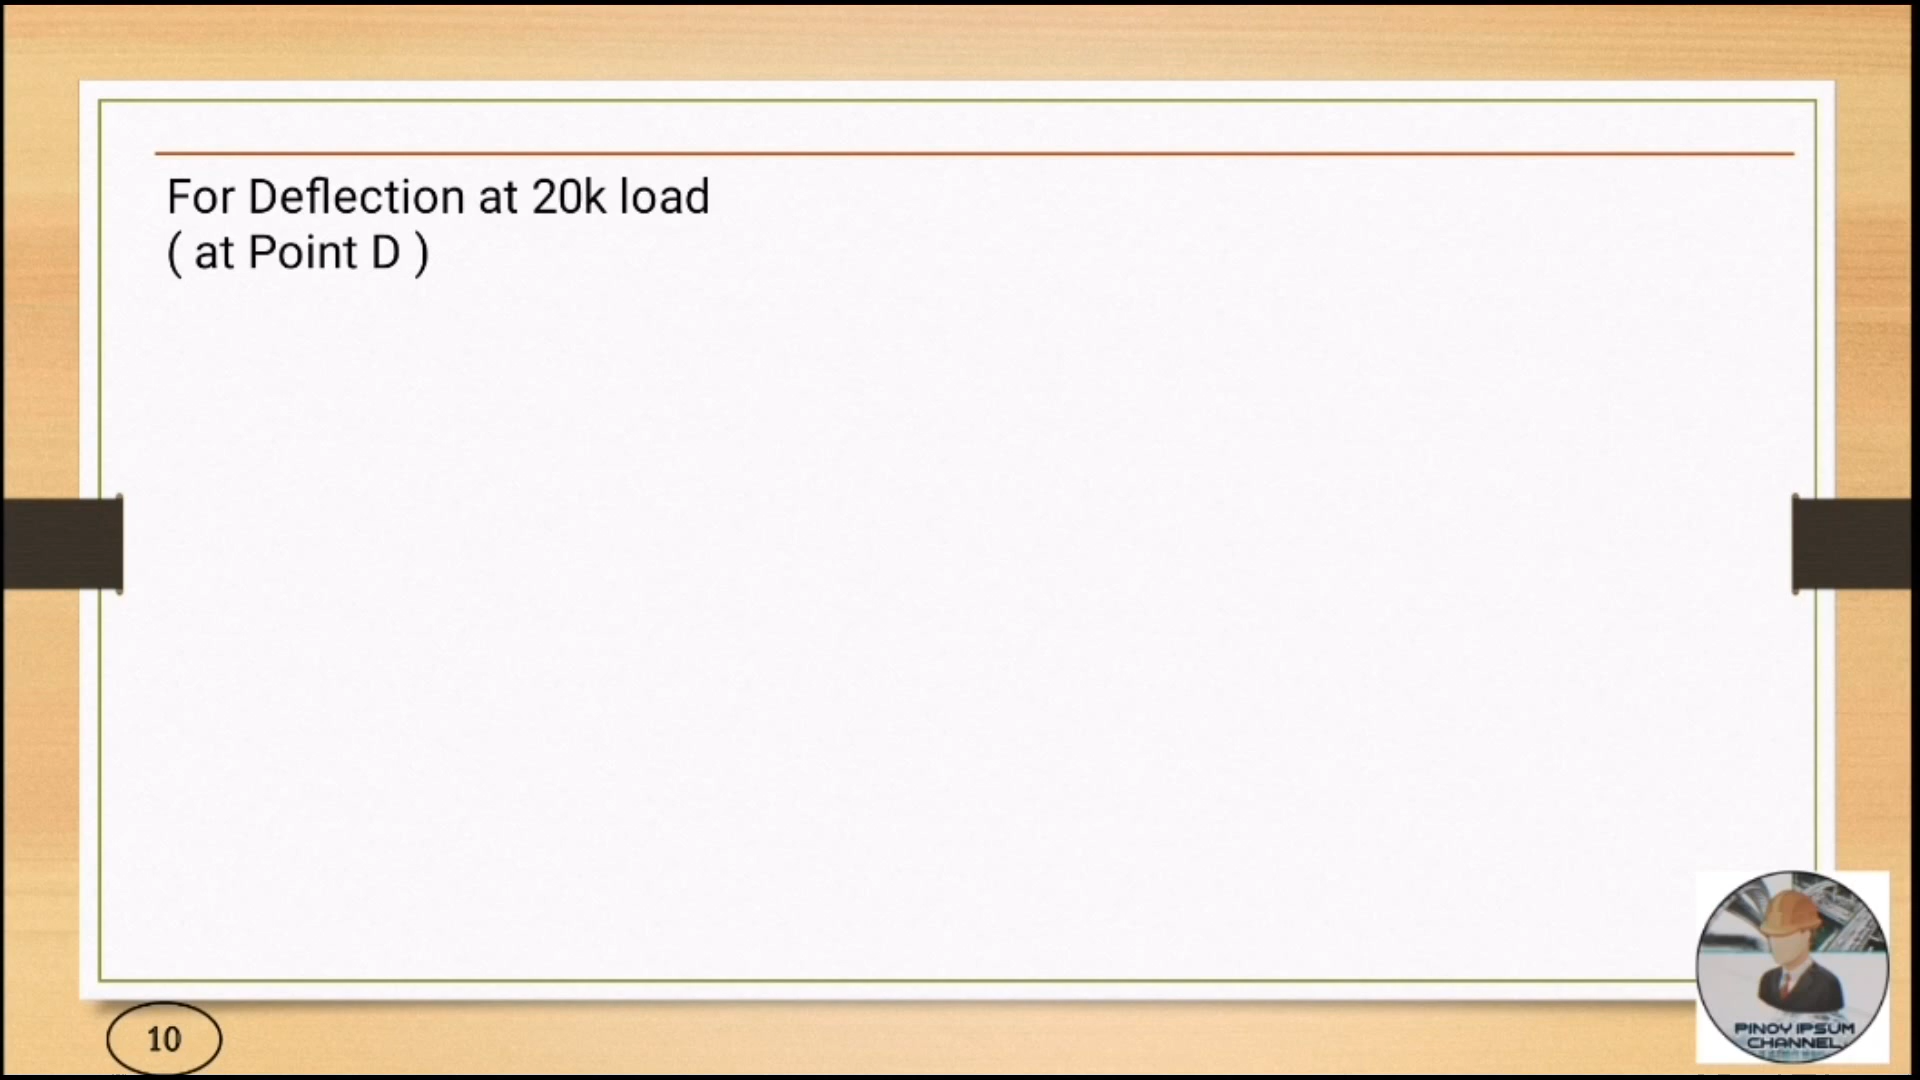 For Deflection at 20k load
( at Point D )
10
PINOY IPSUM
CHANNEL